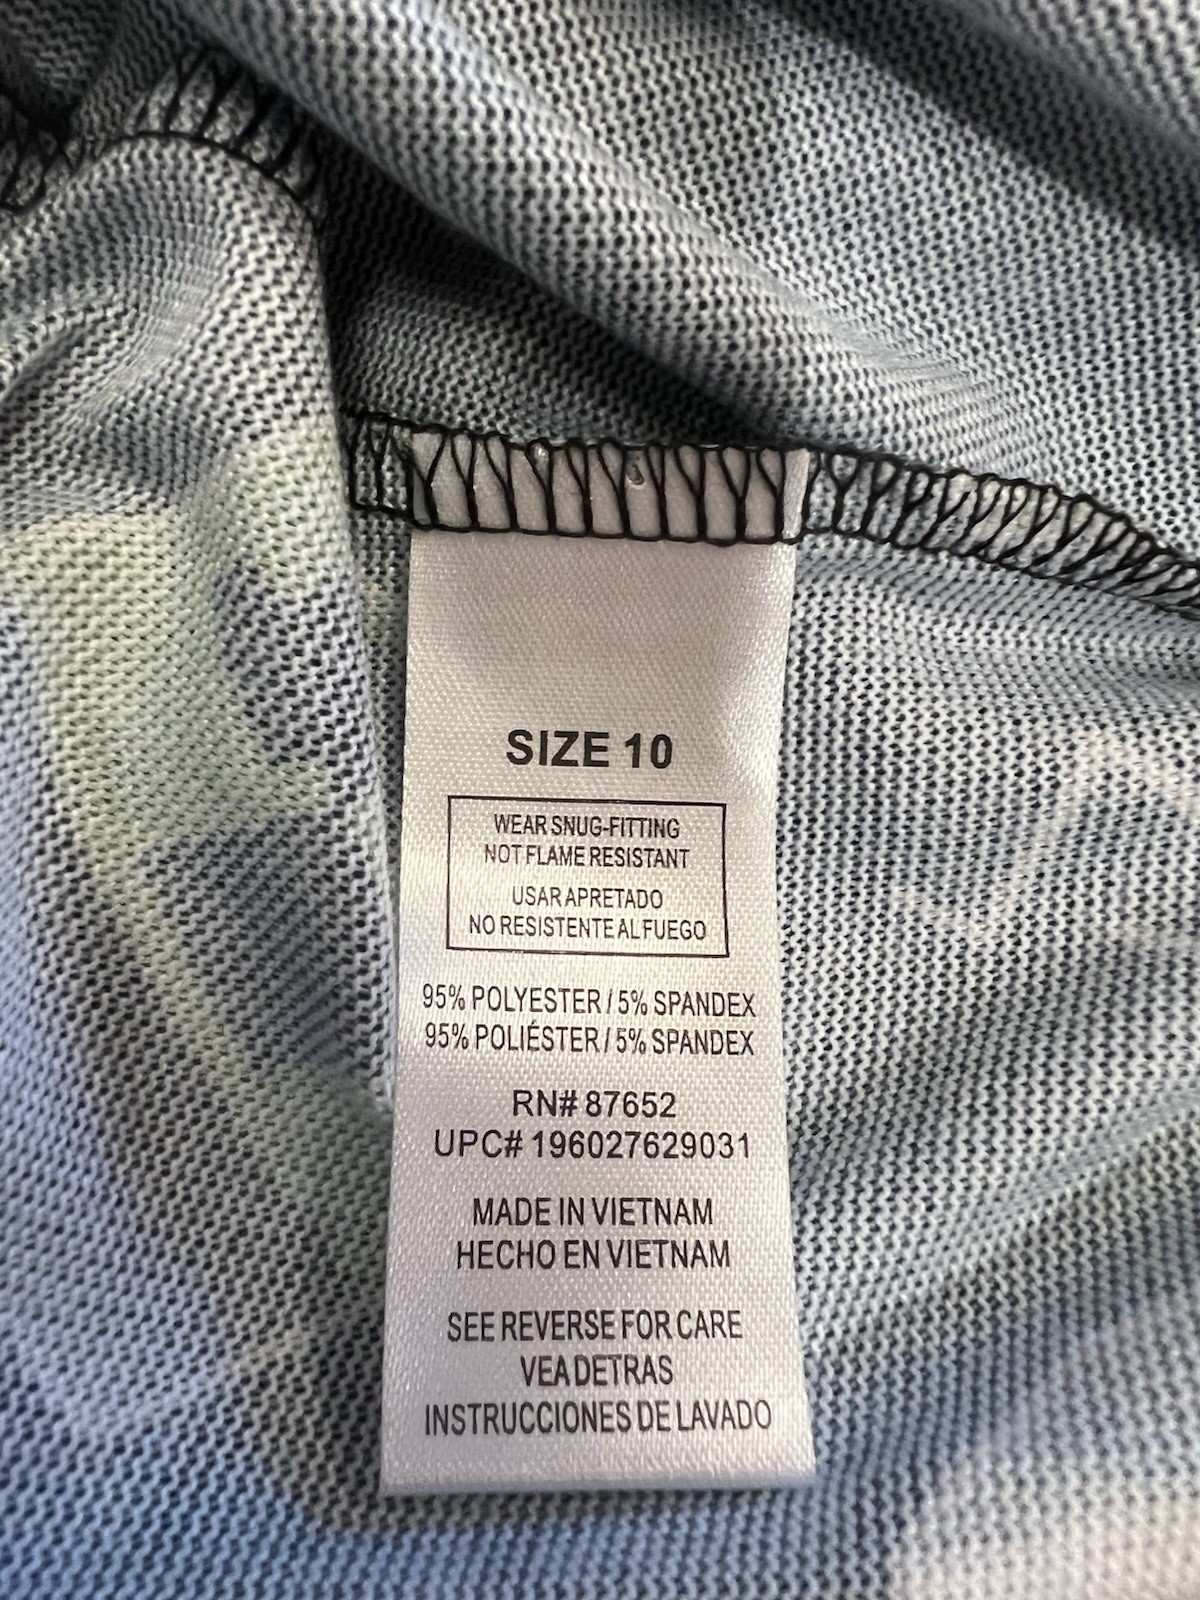 SIZE 10
WEAR SNUG-FITTING
NOT FLAME RESISTANT
USAR APRETADO
NO RESISTENTE AL FUEGO
95% POLYESTER / 5% SPANDEX
95% POLIÉSTER / 5% SPANDEX
RN# 87652
UPC# 196027629031
MADE IN VIETNAM
HECHO EN VIETNAM
SEE REVERSE FOR CARE
VEA DETRAS
INSTRUCCIONES DE LAVADO